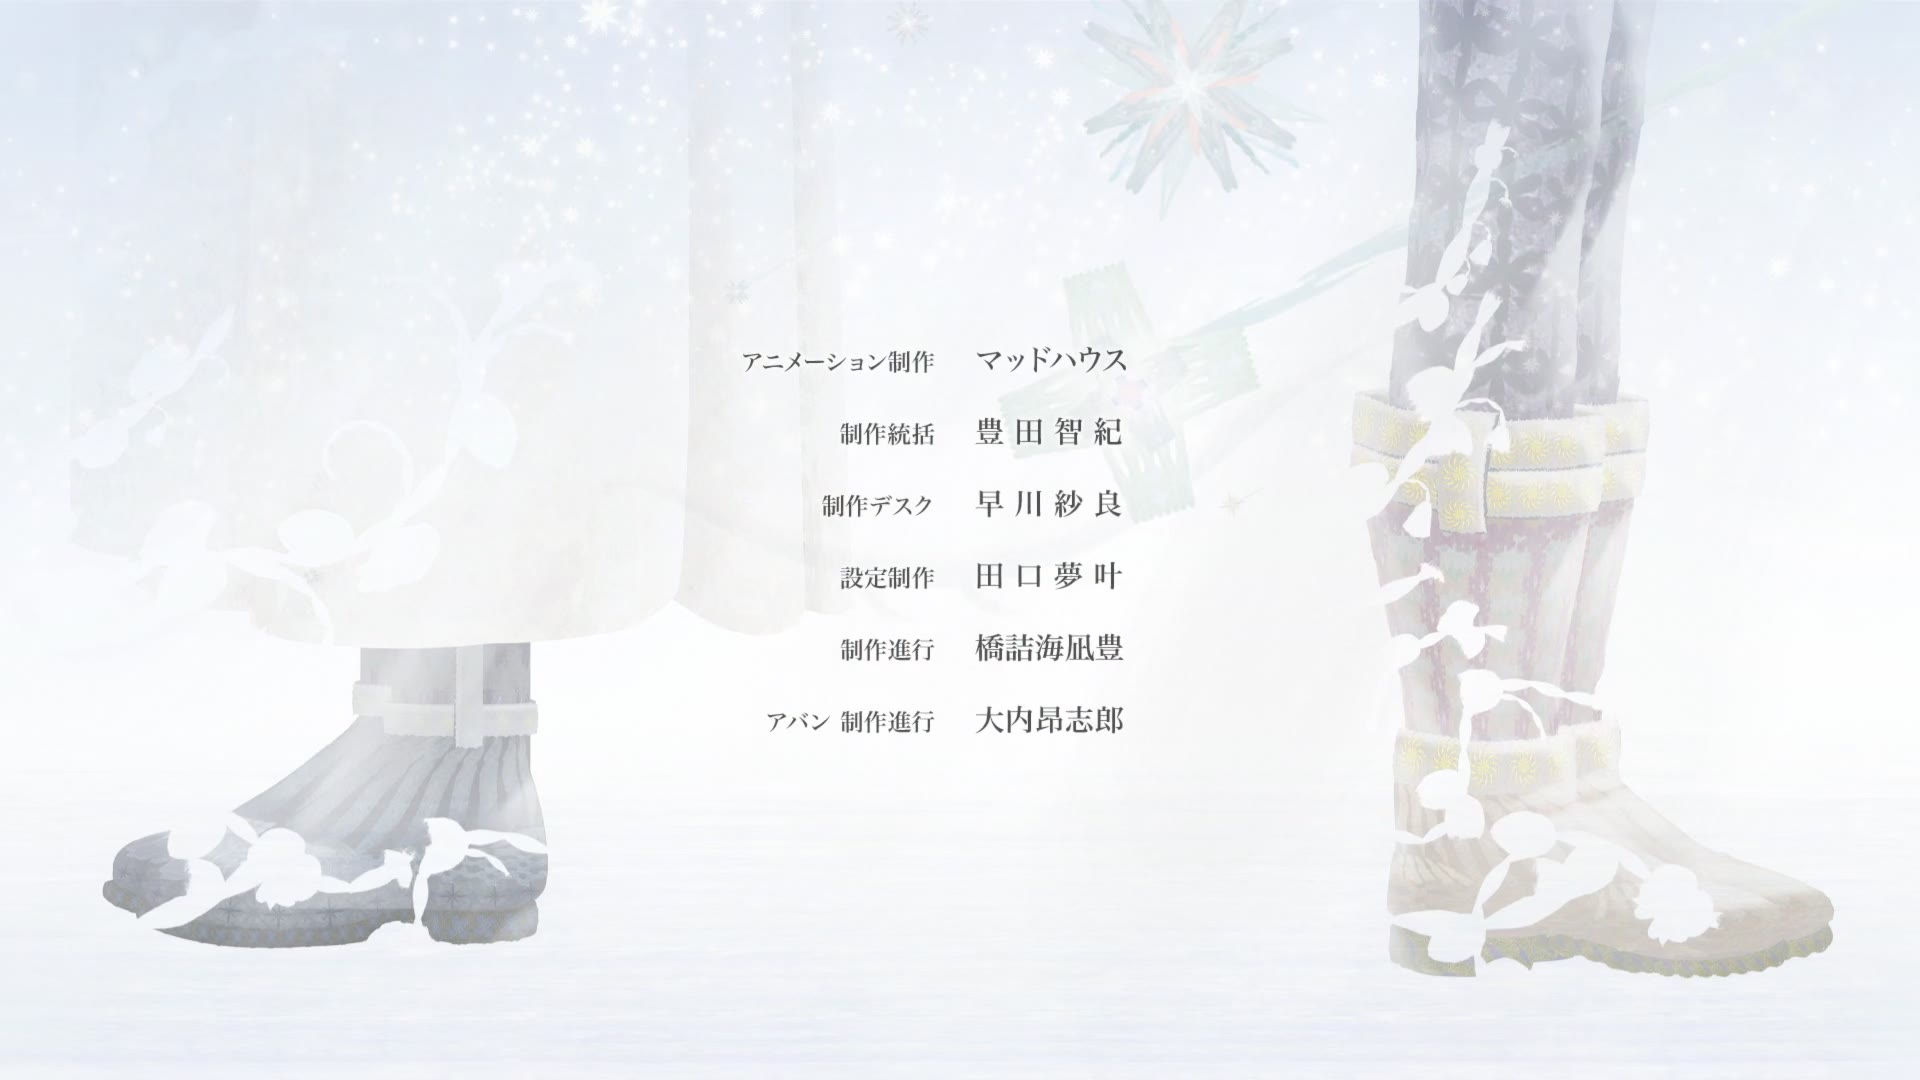 アニメーション制作 マッドハウス
制作統括 豊田智紀
制作デスク 早川紗良
設定制作 田口夢叶
制作進行 橋詰海凪豊
アバン 制作進行 大内昂志郎